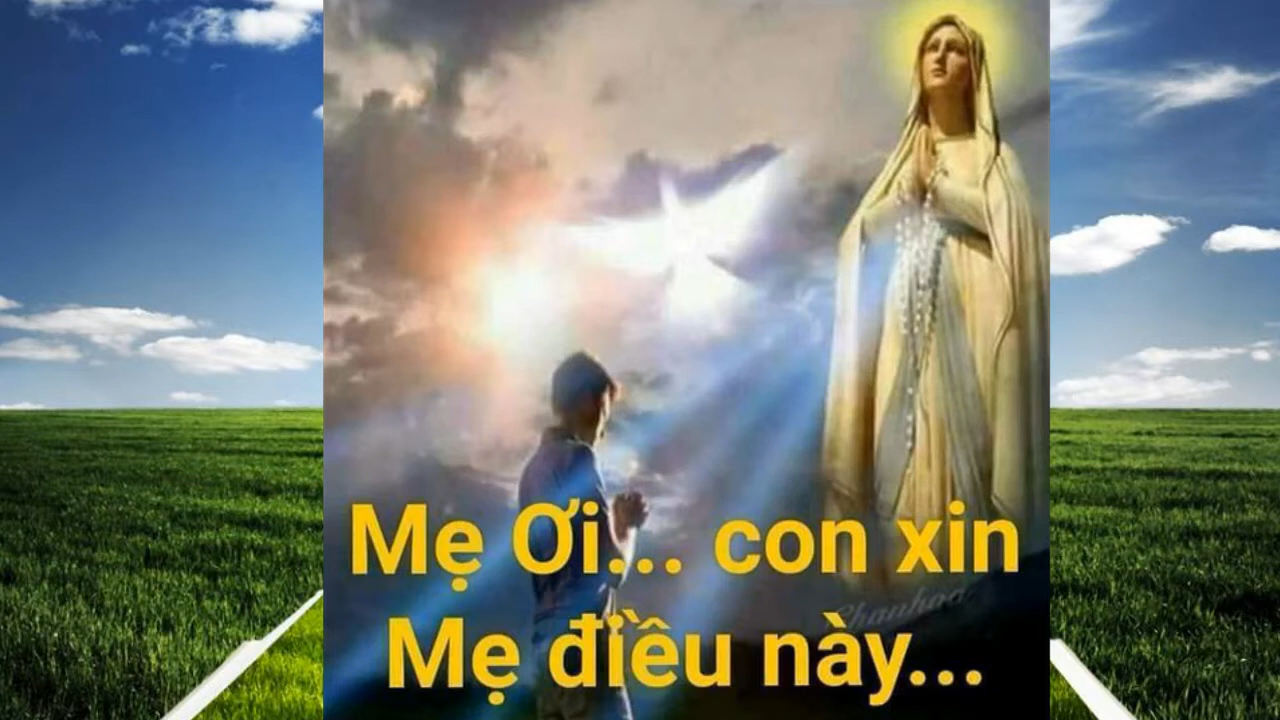 Mẹ Ơi... con xin
Mẹ điều này...